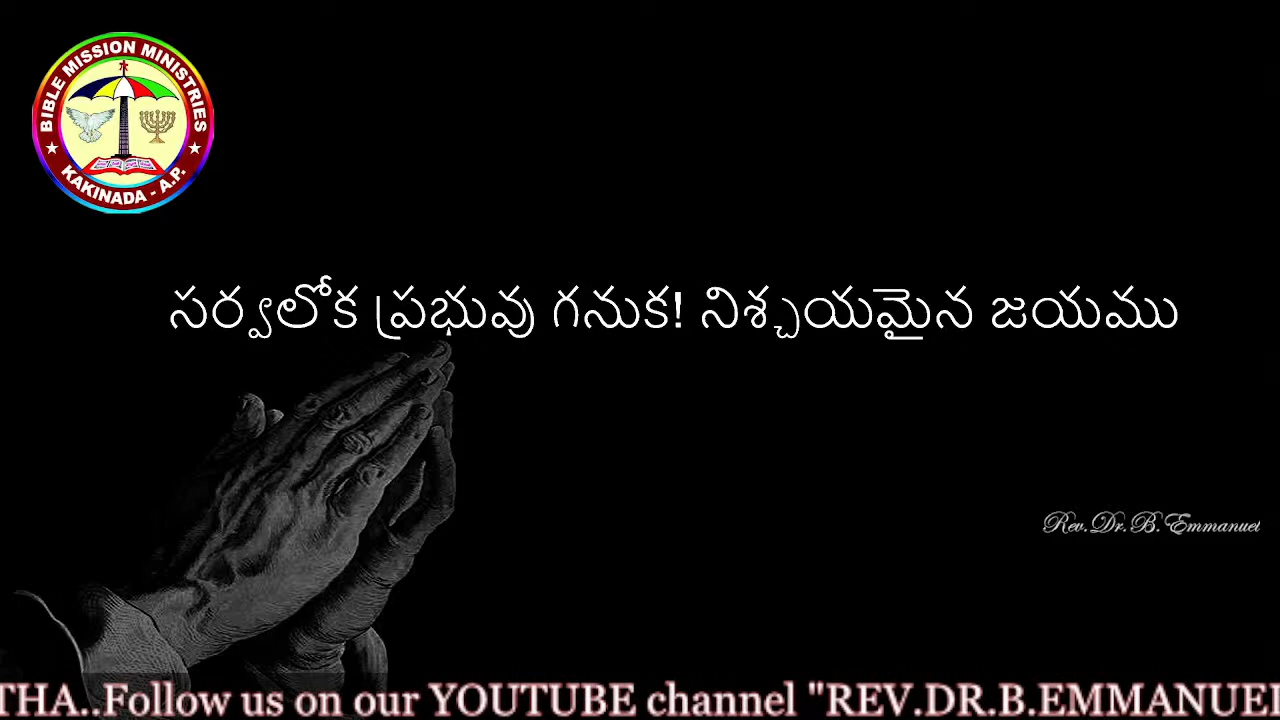 BIBLE MISSION MINISTRIES
KAKINADA - A.P.
సర్వలోక ప్రభువు గనుక! నిశ్చయమైన జయము
Rev.Dr.B.Emmanuel
THA..Follow us on our YOUTUBE channel "REV.DR.B.EMMANUEL